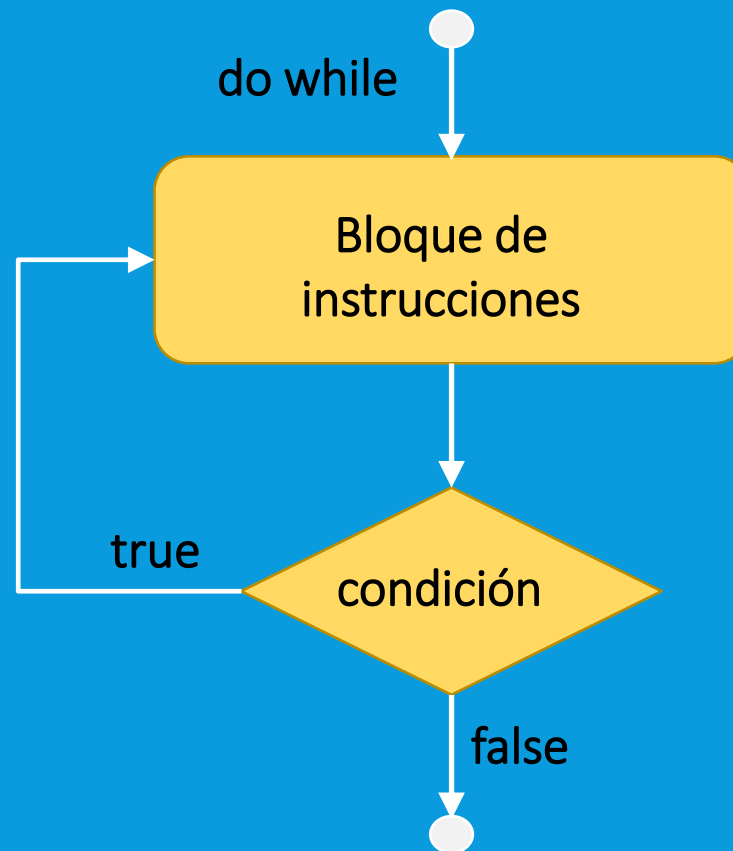 do while
Bloque de
instrucciones
true
condición
false